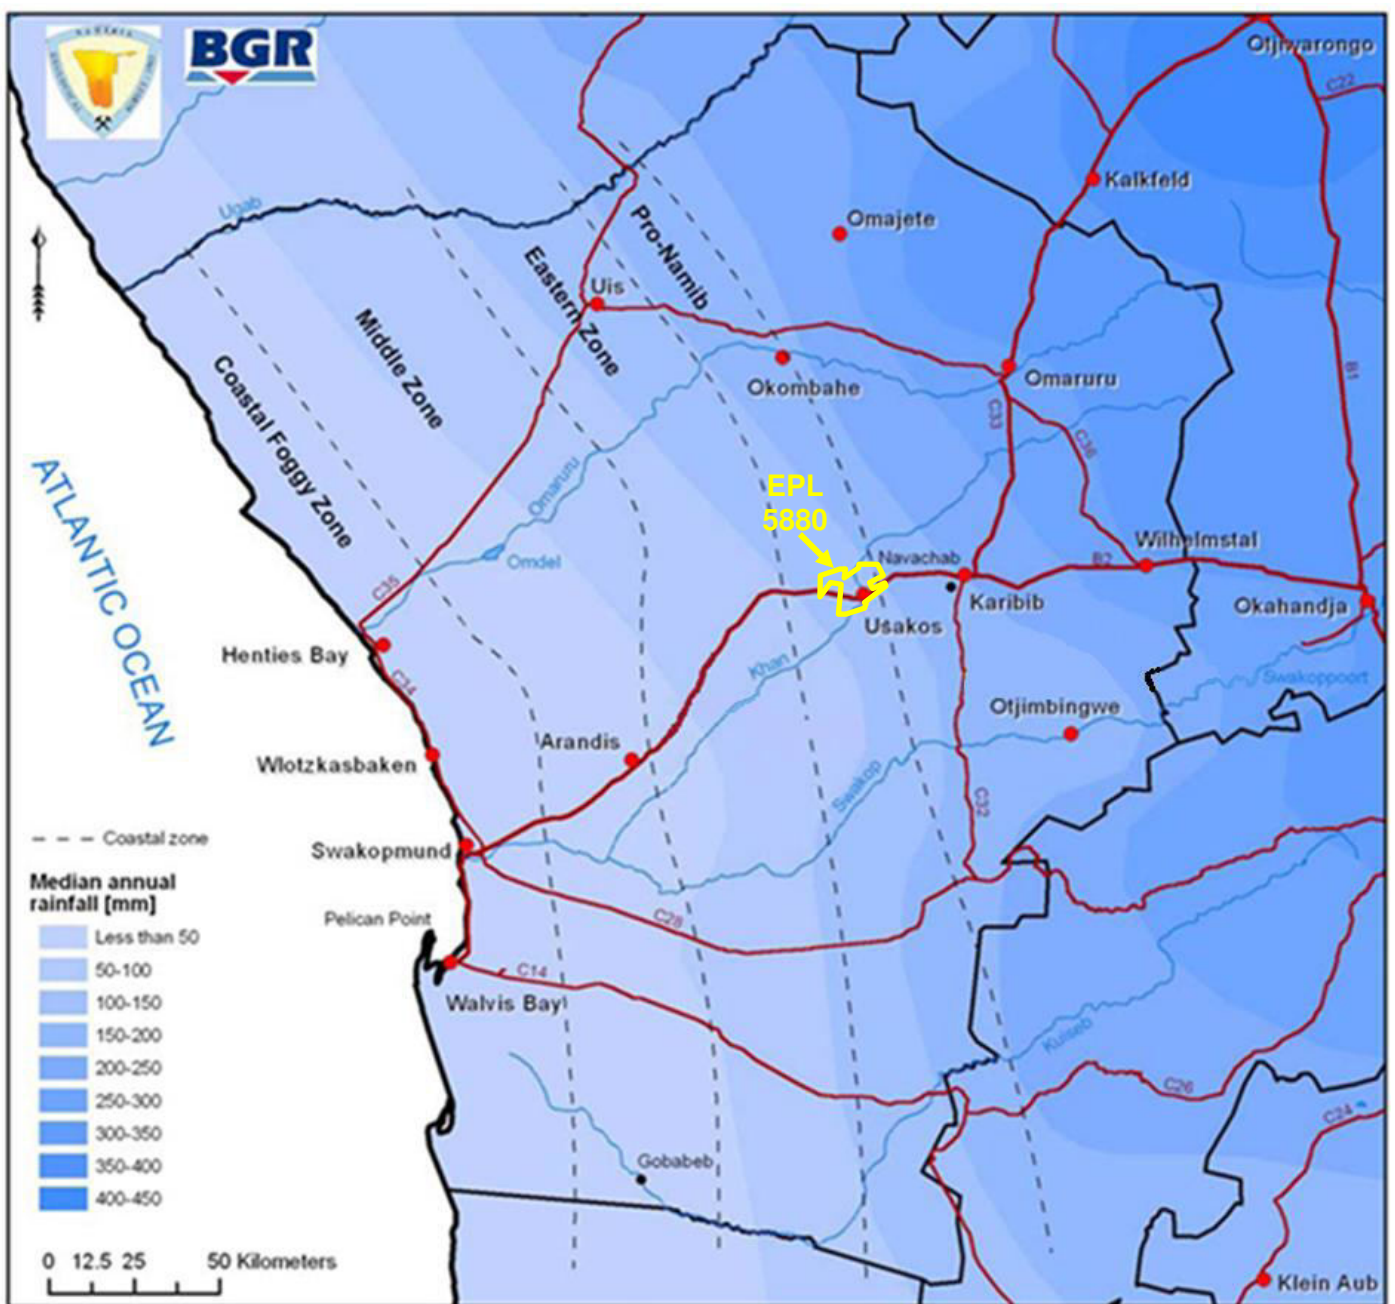 BGR
Otjiwarongo
C22
Kalkfeld
Omajete
Ugab
Pro-Namib
Eastern Zone
Uis
Middle Zone
Coastal Foggy Zone
B1
Okombahe
Omaruru
C33
C36
ATLANTIC OCEAN
Omaruru
EPL
5880
Omdel
Navachab
B2
Wilhelmstal
C35
Karibib
Okahandja
Usakos
Henties Bay
Khan
C34
Swakoppoort
Otjimbingwe
Arandis
Wlotzkasbaken
Swakop
C32
Coastal zone
Swakopmund
Median annual
rainfall [mm]
Less than 50
50-100
100-150
150-200
200-250
250-300
300-350
350-400
400-450
Pelican Point
C28
C14
Walvis Bay
Kuiseb
C26
C24
Gobabeb
0 12.5 25 50 Kilometers
Klein Aub